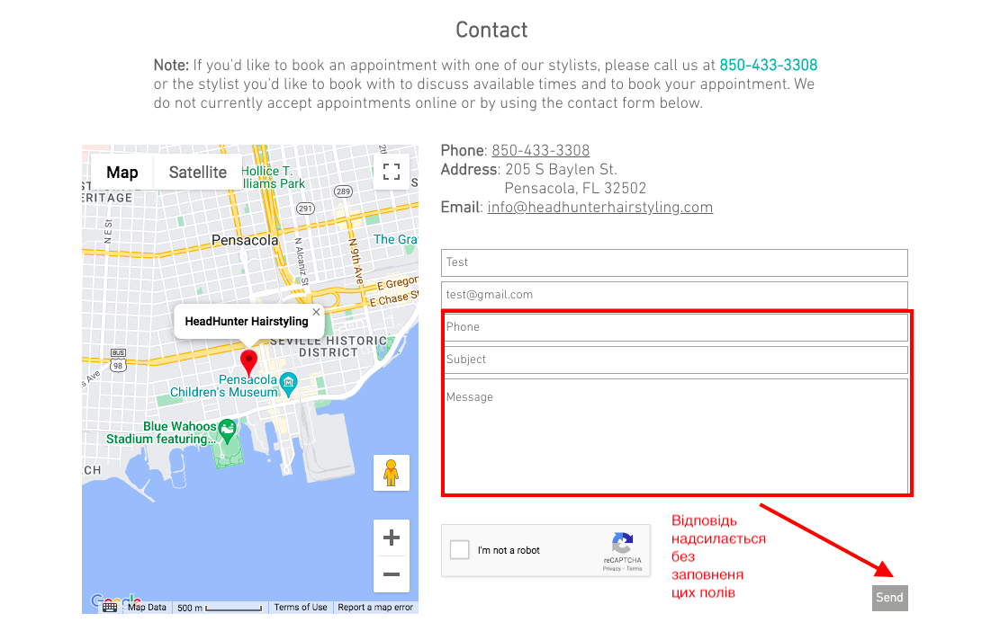 Contact
Note: If you'd like to book an appointment with one of our stylists, please call us at 850-433-3308
or the stylist you'd like to book with to discuss available times and to book your appointment. We
do not currently accept appointments online or by using the contact form below.
Phone: 850-433-3308
Address: 205 S Baylen St.
Pensacola, FL 32502
Email: info@headhunterhairstyling.com
Map
Satellite
Hollice T.
lliams Park
ERITAGE
N E St
289
291
Pensacola
The Gra
N Alcaniz St
N 9th Ave
E Gregor
E Chase St
HeadHunter Hairstyling
SEVILLE HISTORIC
DISTRICT
BUS
98
s Ave
Pensacola
Children's Museum
Blue Wahoos
Stadium featuring...
ACH
Google
Map Data
500 m
Terms of Use
Report a map error
Test
test@gmail.com
Phone
Subject
Message
I'm not a robot
reCAPTCHA
Privacy - Terms
Відповідь
надсилається
без
заповненя
цих полів
Send